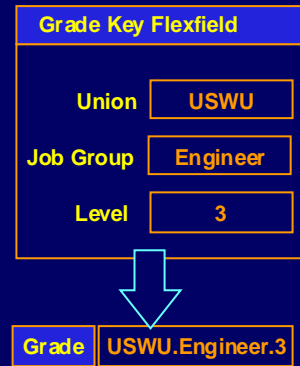 Grade Key Flexfield
Union USWU
Job Group Engineer
Level 3
Grade USWU.Engineer.3